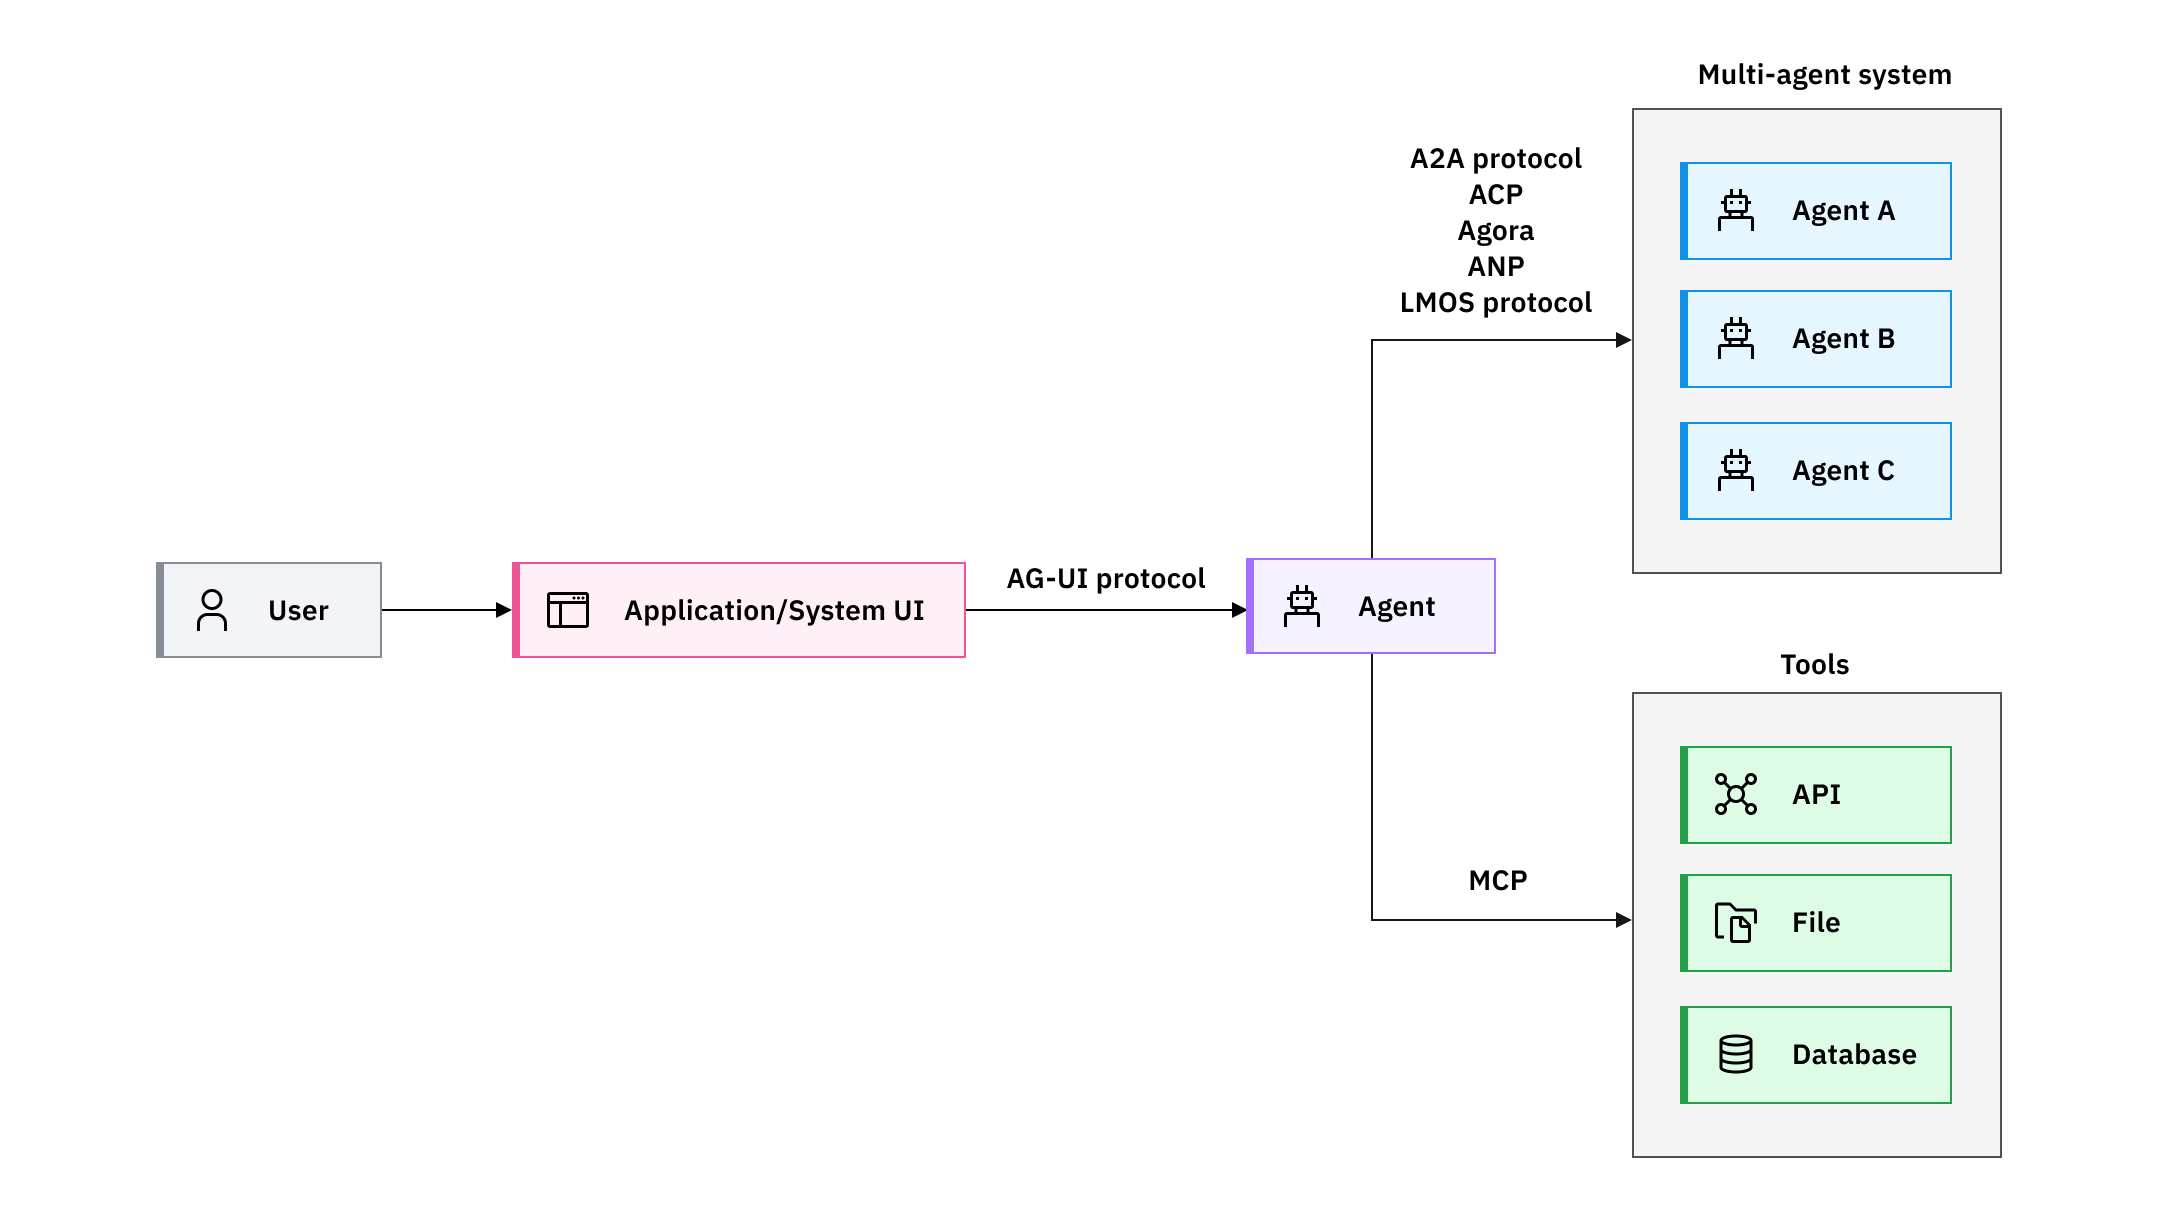 Multi-agent system
A2A protocol
ACP
Agora
ANP
LMOS protocol
Agent A
Agent B
Agent C
User
Application/System UI
AG-UI protocol
Agent
Tools
MCP
API
File
Database